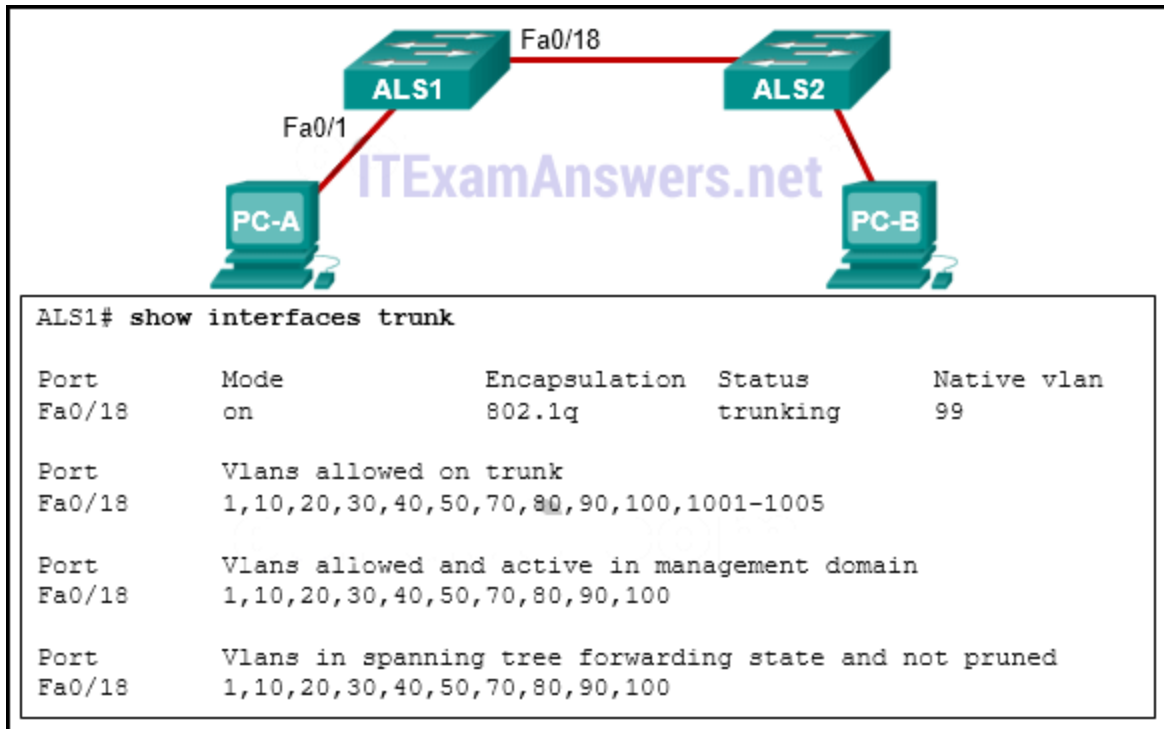 Fa0/18
ALS1
ALS2
Fa0/1
ITExamAnswers.net
PC-A
PC-B
ALS1# show interfaces trunk
Port Mode Encapsulation Status Native vlan
Fa0/18 on 802.1q trunking 99
Port Vlans allowed on trunk
Fa0/18 1,10,20,30,40,50,70,80,90,100,1001-1005
Port Vlans allowed and active in management domain
Fa0/18 1,10,20,30,40,50,70,80,90,100
Port Vlans in spanning tree forwarding state and not pruned
Fa0/18 1,10,20,30,40,50,70,80,90,100